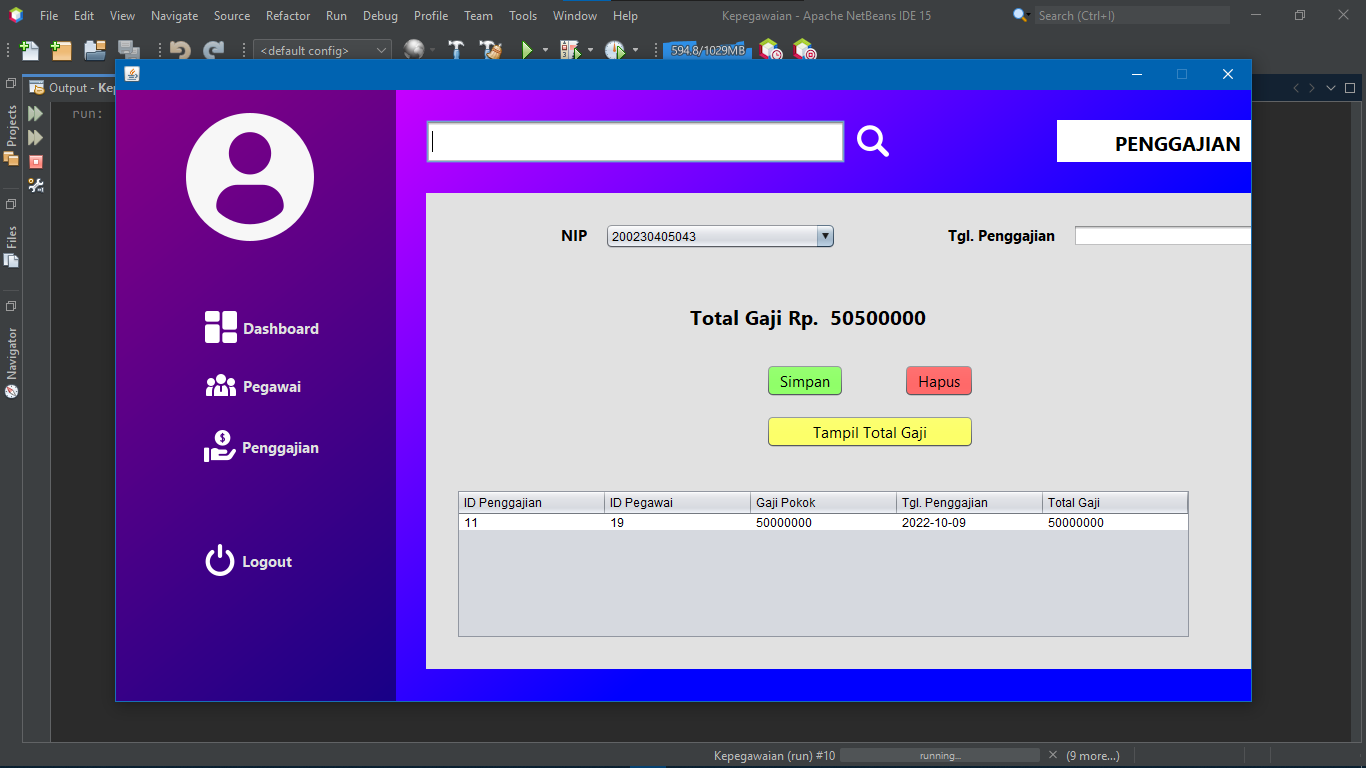 File Edit View Navigate Source Refactor Run Debug Profile Team Tools Window Help Kepegawaian - Apache NetBeans IDE 15 Search (Ctrl+I)
<default config> 594.8/1029MB
Output - Kep
run:
Projects
Files
Navigator
PENGGAJIAN
NIP 200230405043 Tgl. Penggajian
Total Gaji Rp. 50500000
Dashboard
Simpan Hapus
Pegawai
Tampil Total Gaji
Penggajian
ID Penggajian ID Pegawai Gaji Pokok Tgl. Penggajian Total Gaji
11 19 50000000 2022-10-09 50000000
Logout
Kepegawaian (run) #10 running... (9 more...)